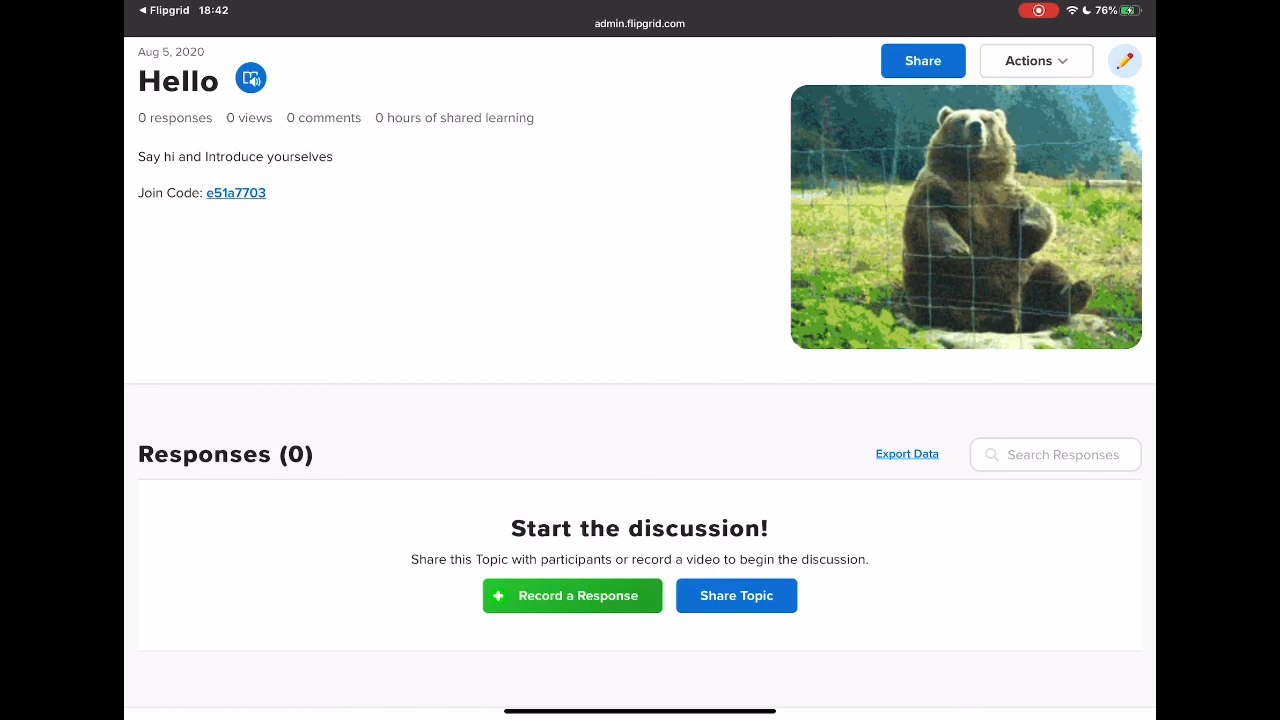 Flipgrid 18:42
admin.flipgrid.com
76%
Aug 5, 2020
Share
Actions
Hello
0 responses 0 views 0 comments 0 hours of shared learning
Say hi and Introduce yourselves
Join Code: e51a7703
Responses (0)
Export Data
Search Responses
Start the discussion!
Share this Topic with participants or record a video to begin the discussion.
Record a Response
Share Topic